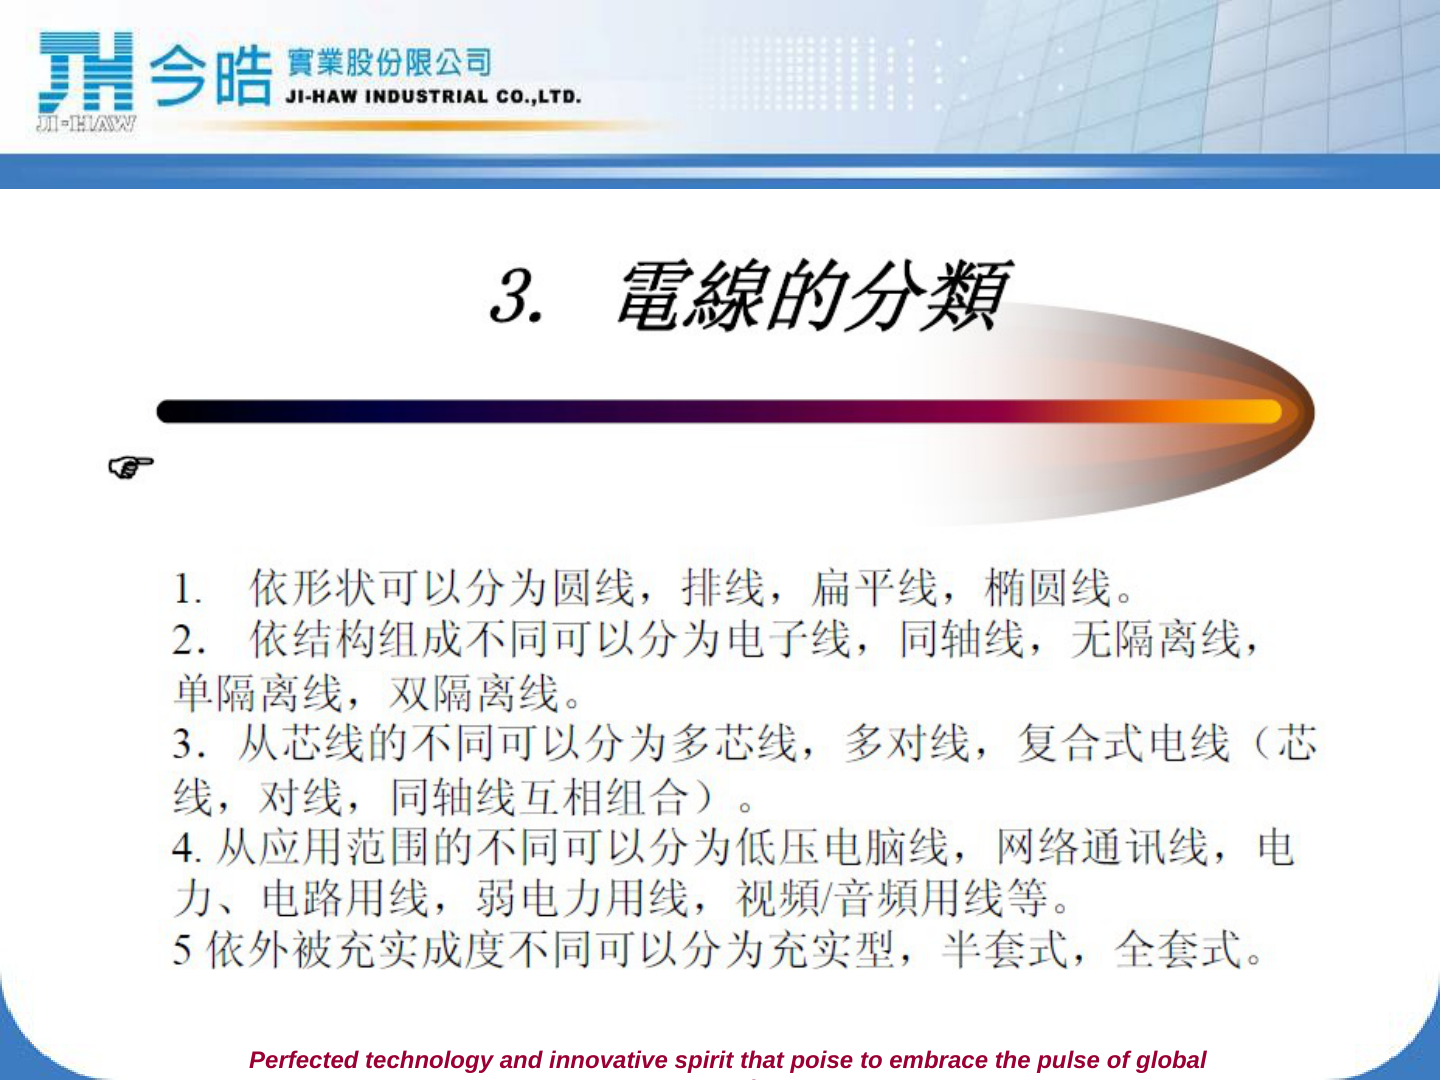 JH 今皓 實業股份限公司
JI-HAW INDUSTRIAL CO.,LTD.
JI-HAW
3. 電線的分類
1. 依形状可以分为圆线，排线，扁平线，椭圆线。
2. 依结构组成不同可以分为电子线，同轴线，无隔离线，
单隔离线，双隔离线。
3. 从芯线的不同可以分为多芯线，多对线，复合式电线（芯
线，对线，同轴线互相组合）。
4. 从应用范围的不同可以分为低压电脑线，网络通讯线，电
力、电路用线，弱电力用线，视頻/音頻用线等。
5 依外被充实成度不同可以分为充实型，半套式，全套式。
Perfected technology and innovative spirit that poise to embrace the pulse of global